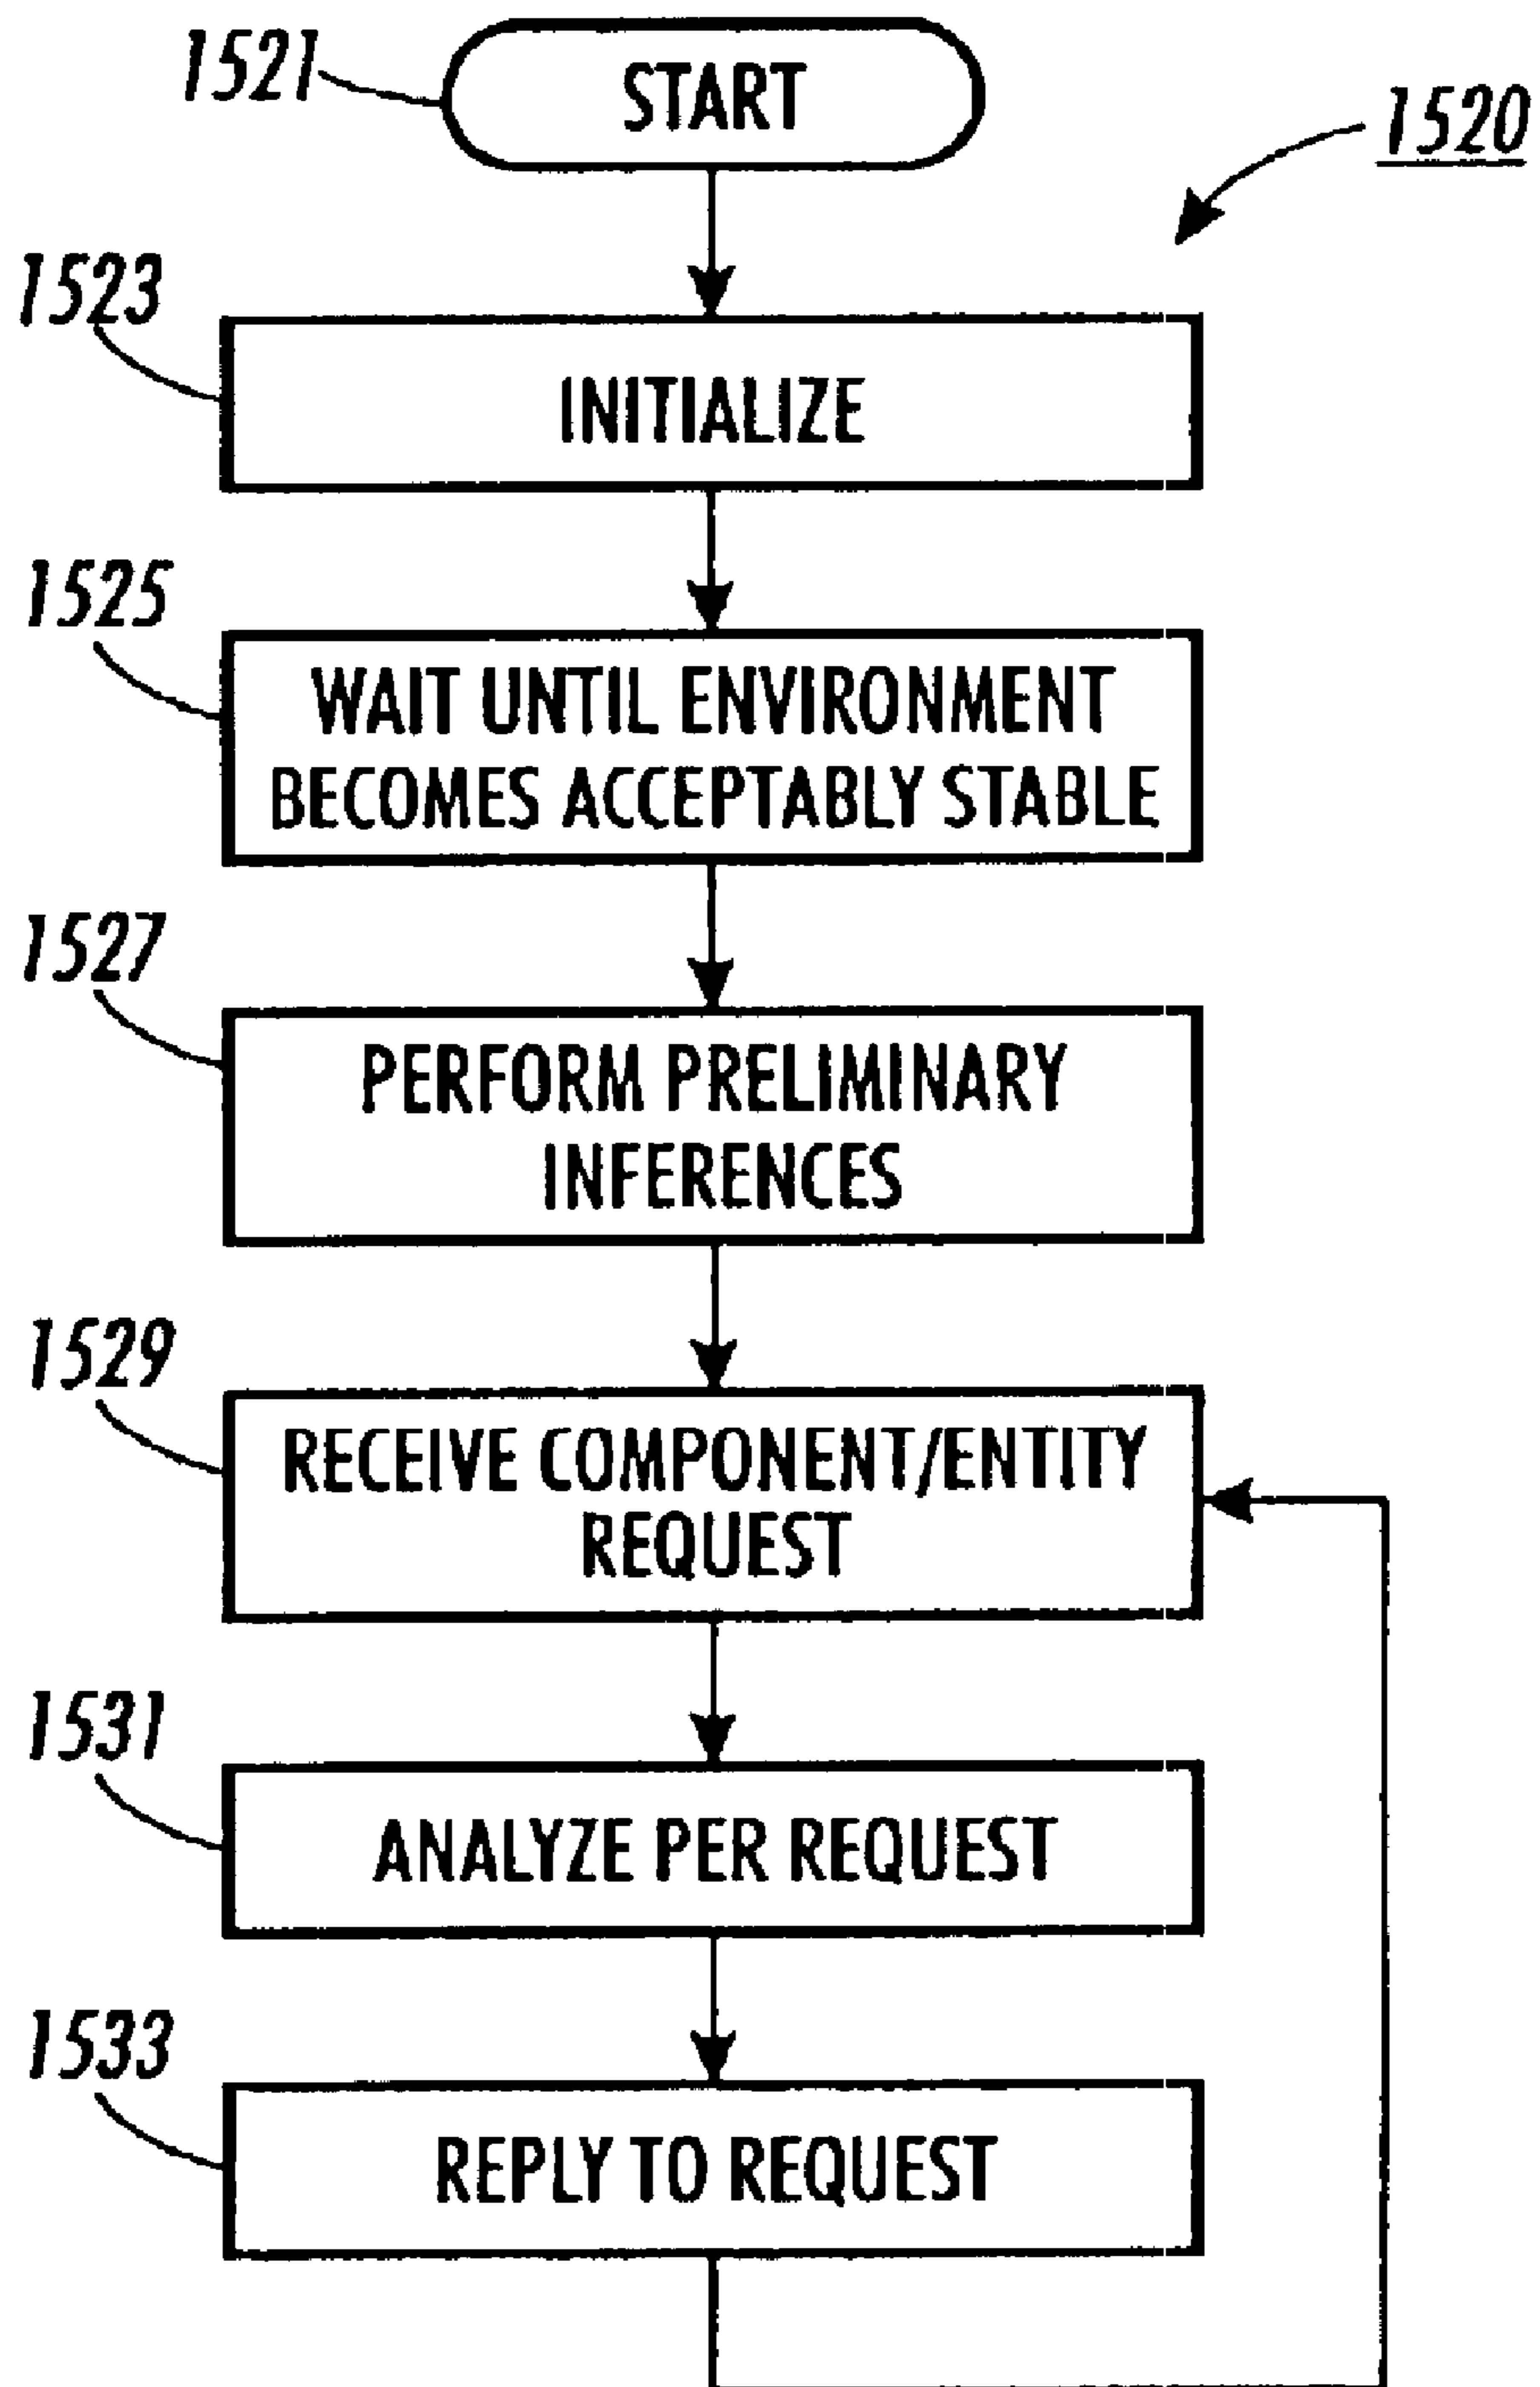 1521
START
1520
1523
INITIALIZE
1525
WAIT UNTIL ENVIRONMENT
BECOMES ACCEPTABLY STABLE
1527
PERFORM PRELIMINARY
INFERENCES
1529
RECEIVE COMPONENT/ENTITY
REQUEST
1531
ANALYZE PER REQUEST
1533
REPLY TO REQUEST